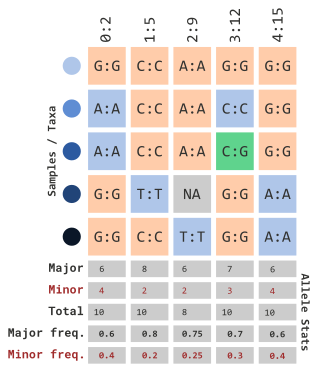 0:2 1:5 2:9 3:12 4:15
G:G C:C A:A G:G G:G
A:A C:C A:A C:C G:G
A:A C:C A:A C:G G:G
G:G T:T NA G:G A:A
G:G C:C T:T G:G A:A
Samples / Taxa
Major 6 8 6 7 6
Minor 4 2 2 3 4
Total 10 10 8 10 10
Major freq. 0.6 0.8 0.75 0.7 0.6
Minor freq. 0.4 0.2 0.25 0.3 0.4
Allele Stats